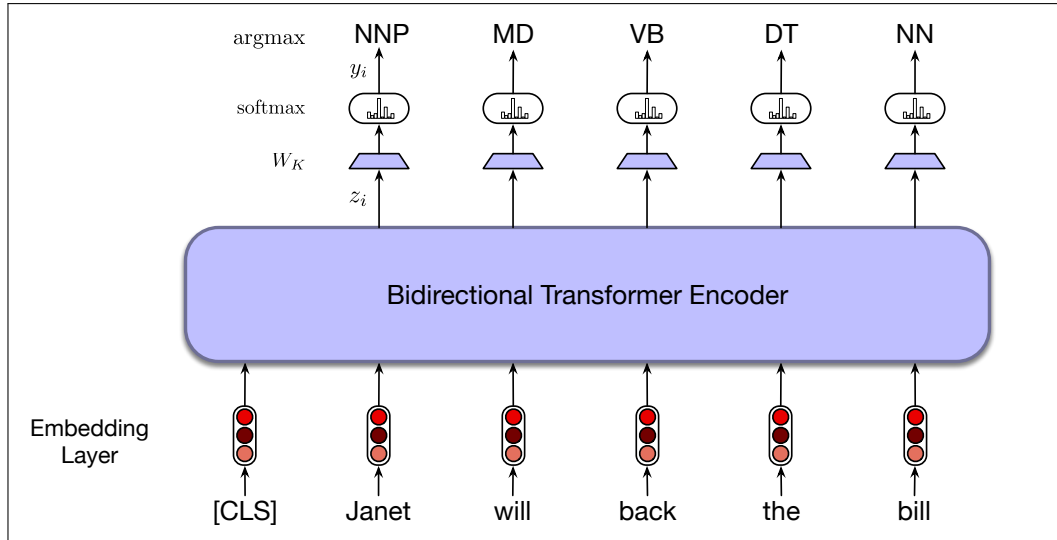 argmax NNP MD VB DT NN
y_i
softmax
W_K
z_i
Bidirectional Transformer Encoder
Embedding
Layer
[CLS] Janet will back the bill